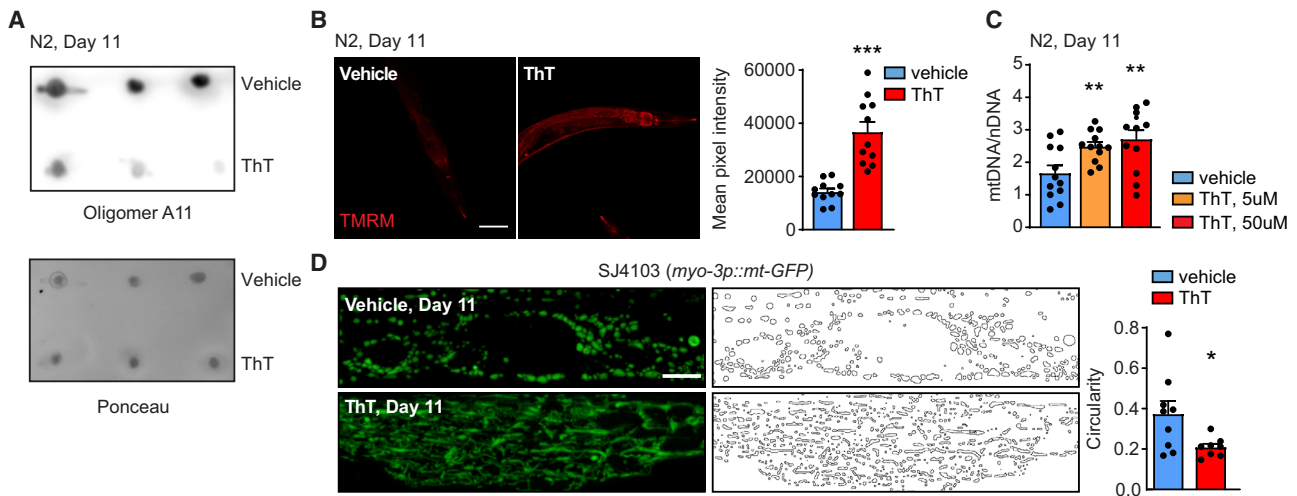 A
N2, Day 11
Vehicle
ThT
Oligomer A11
Vehicle
ThT
Ponceau
B
N2, Day 11
Vehicle
ThT
TMRM
Mean pixel intensity
60000
40000
20000
0
***
vehicle
ThT
C
N2, Day 11
mtDNA/nDNA
5
4
3
2
1
0
**
**
vehicle
ThT, 5uM
ThT, 50uM
D
SJ4103 (myo-3p::mt-GFP)
Vehicle, Day 11
ThT, Day 11
vehicle
ThT
Circularity
0.8
0.6
0.4
0.2
0.0
*